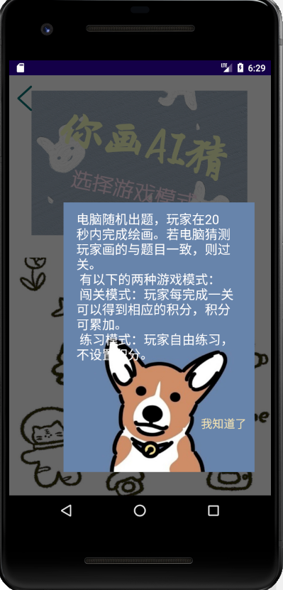 6:29
你画AI猜
选择游戏模式
电脑随机出题，玩家在20
秒内完成绘画。若电脑猜测
玩家画的与题目一致，则过
关。
有以下的两种游戏模式：
闯关模式：玩家每完成一关
可以得到相应的积分，积分
可累加。
练习模式：玩家自由练习，
不设置积分。
我知道了